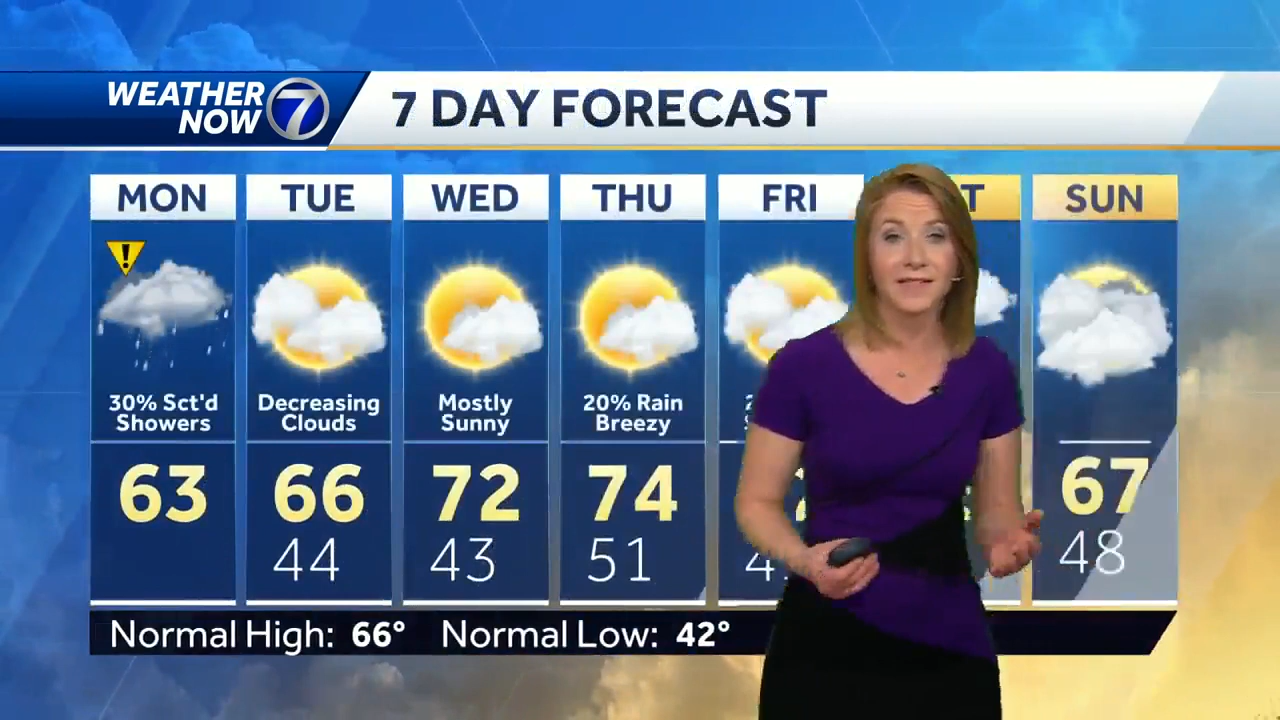 WEATHER
NOW 7
7 DAY FORECAST
MON TUE WED THU FRI SUN
!
30% Sct'd
Showers
Decreasing
Clouds
Mostly
Sunny
20% Rain
Breezy
63 66 72 74 67
44 43 51 48
Normal High: 66° Normal Low: 42°